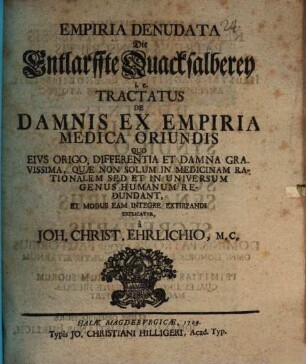 EMPIRIA DENUDATA
Die
Entlarffte Quacksalberey
i. e.
TRACTATUS
DE
DAMNIS EX EMPIRIA
MEDICA ORIUNDIS
QUO
EIVS ORIGO, DIFFERENTIA ET DAMNA GRA-
VISSIMA, QUÆ NON SOLUM IN MEDICINAM RA-
TIONALEM SED ET IN UNIVERSUM
GENUS HUMANUM RE-
DUNDANT,
ET MODUS EAM INTEGRE EXTIRPANDI
EXPLICATUR,
à
JOH. CHRIST. EHRLICHIO, M. C.
HALÆ MAGDEBURGICÆ,
Typis JO. CHRISTIANI HILLIGERI, Acad. Typ.